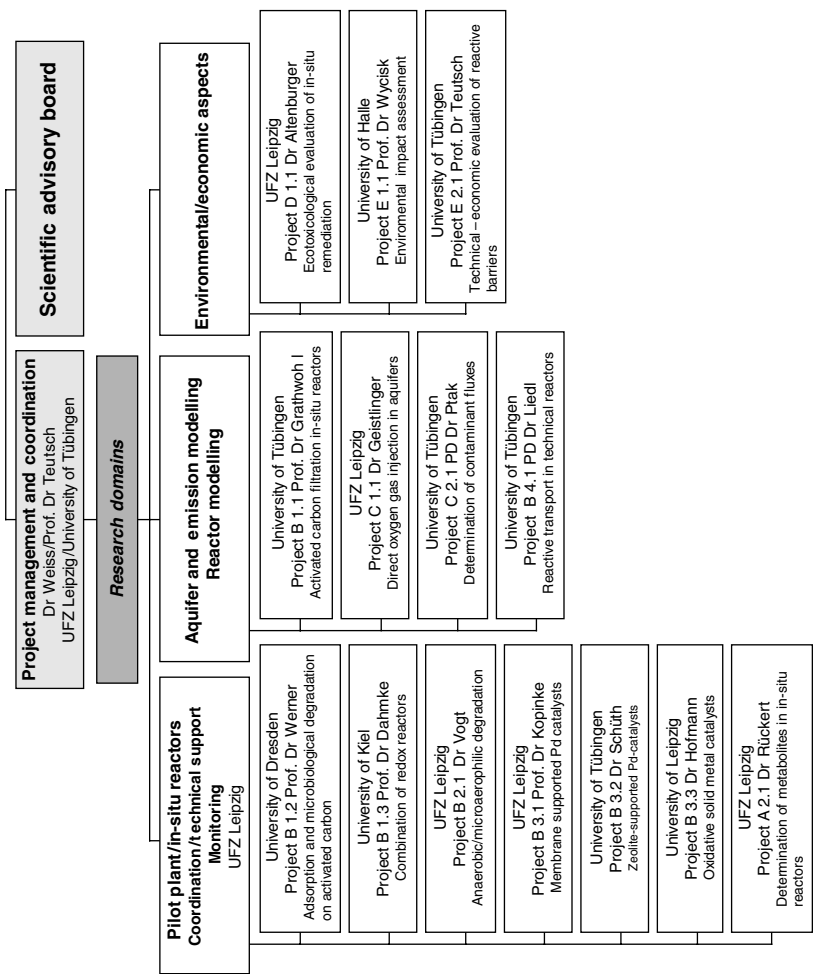 Project management and coordination
Dr Weiss/Prof. Dr Teutsch
UFZ Leipzig/University of Tübingen
Scientific advisory board
Research domains
Pilot plant/in-situ reactors
Coordination/technical support
Monitoring
UFZ Leipzig
University of Dresden
Project B 1.2 Prof. Dr Werner
Adsorption and microbiological degradation
on activated carbon
University of Kiel
Project B 1.3 Prof. Dr Dahmke
Combination of redox reactors
UFZ Leipzig
Project B 2.1 Dr Vogt
Anaerobic/microaerophilic degradation
UFZ Leipzig
Project B 3.1 Prof. Dr Kopinke
Membrane supported Pd catalysts
University of Tübingen
Project B 3.2 Dr Schüth
Zeolite-supported Pd-catalysts
University of Leipzig
Project B 3.3 Dr Hofmann
Oxidative solid metal catalysts
UFZ Leipzig
Project A 2.1 Dr Rückert
Determination of metabolites in in-situ
reactors
Aquifer and emission modelling
Reactor modelling
University of Tübingen
Project B 1.1 Prof. Dr Grathwoh l
Activated carbon filtration in-situ reactors
UFZ Leipzig
Project C 1.1 Dr Geistlinger
Direct oxygen gas injection in aquifers
University of Tübingen
Project C 2.1 PD Dr Ptak
Determination of contaminant fluxes
University of Tübingen
Project B 4.1 PD Dr Liedl
Reactive transport in technical reactors
Environmental/economic aspects
UFZ Leipzig
Project D 1.1 Dr Altenburger
Ecotoxicological evaluation of in-situ
remediation
University of Halle
Project E 1.1 Prof. Dr Wycisk
Enviromental impact assessment
University of Tübingen
Project E 2.1 Prof. Dr Teutsch
Technical – economic evaluation of reactive
barriers